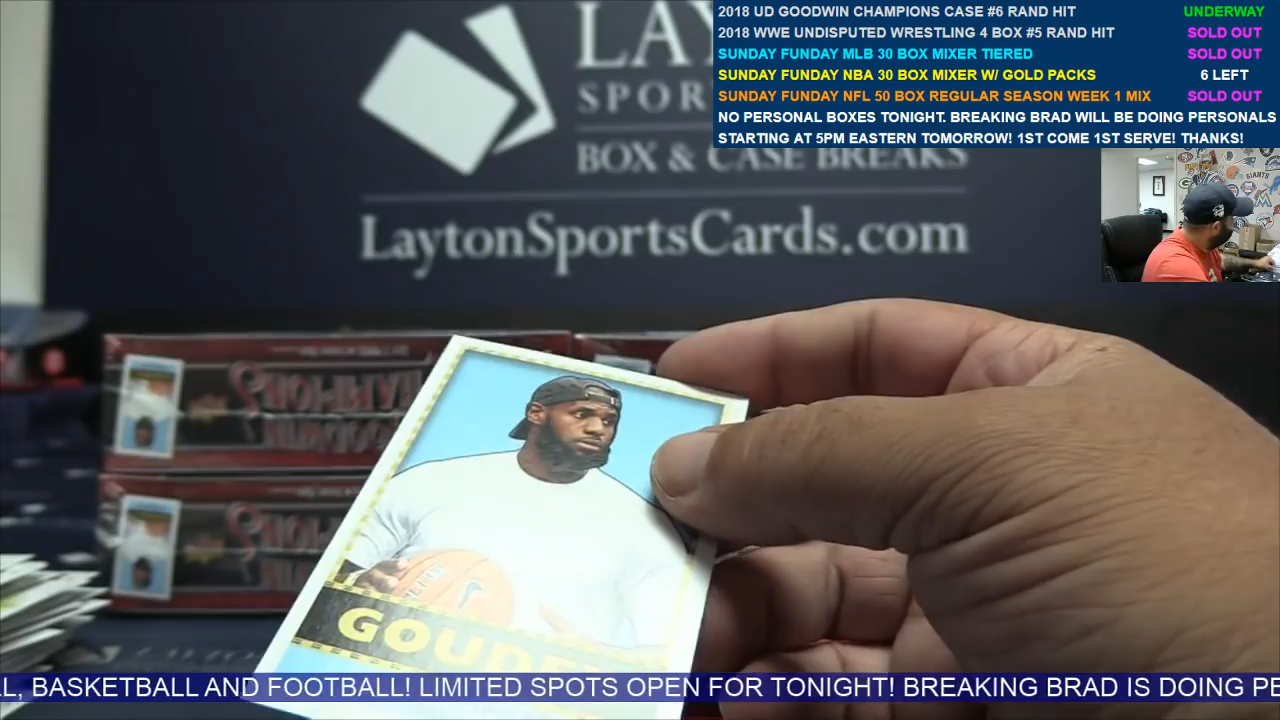 2018 UD GOODWIN CHAMPIONS CASE #6 RAND HIT UNDERWAY
2018 WWE UNDISPUTED WRESTLING 4 BOX #5 RAND HIT SOLD OUT
SUNDAY FUNDAY MLB 30 BOX MIXER TIERED SOLD OUT
SUNDAY FUNDAY NBA 30 BOX MIXER W/ GOLD PACKS 6 LEFT
SUNDAY FUNDAY NFL 50 BOX REGULAR SEASON WEEK 1 MIX SOLD OUT
NO PERSONAL BOXES TONIGHT. BREAKING BRAD WILL BE DOING PERSONALS
STARTING AT 5PM EASTERN TOMORROW! 1ST COME 1ST SERVE! THANKS!
LAY
SPOR
BOX & CASE BREAKS
LaytonSportsCards.com
GIANTS
GOUDE
L, BASKETBALL AND FOOTBALL! LIMITED SPOTS OPEN FOR TONIGHT! BREAKING BRAD IS DOING PE